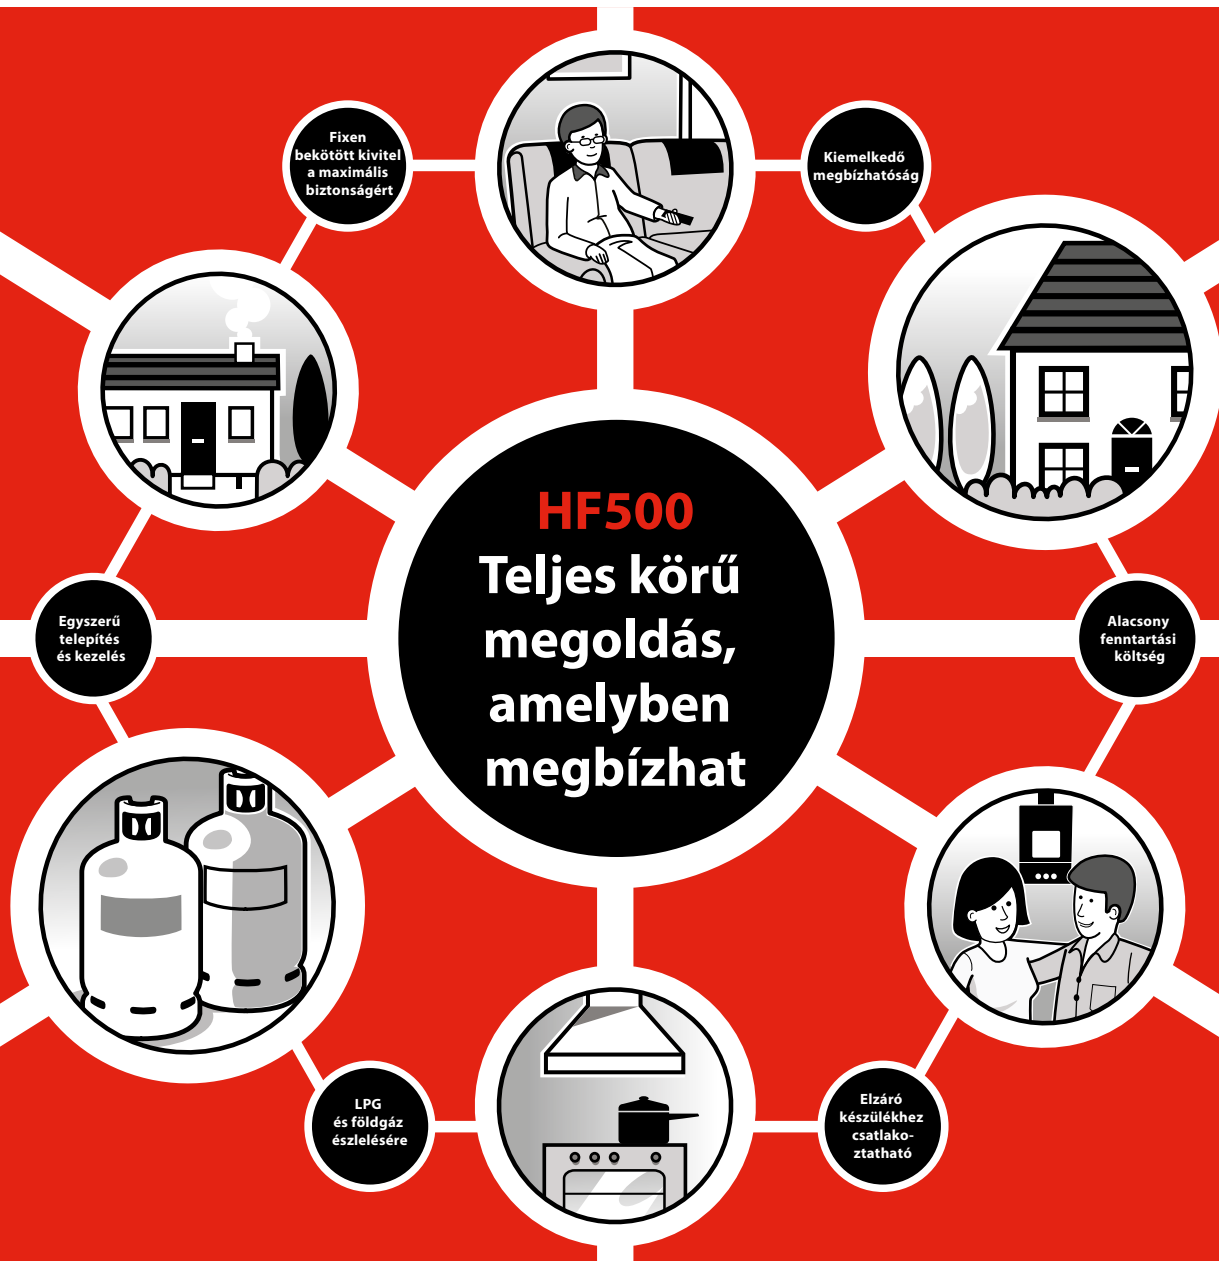 Fixen
bekötött kivitel
a maximális
biztonságért
Kiemelkedő
megbízhatóság
HF500
Teljes körű
megoldás,
amelyben
megbízhat
Egyszerű
telepítés
és kezelés
Alacsony
fenntartási
költség
LPG
és földgáz
észlelésére
Elzáró
készülékhez
csatlako-
ztatható